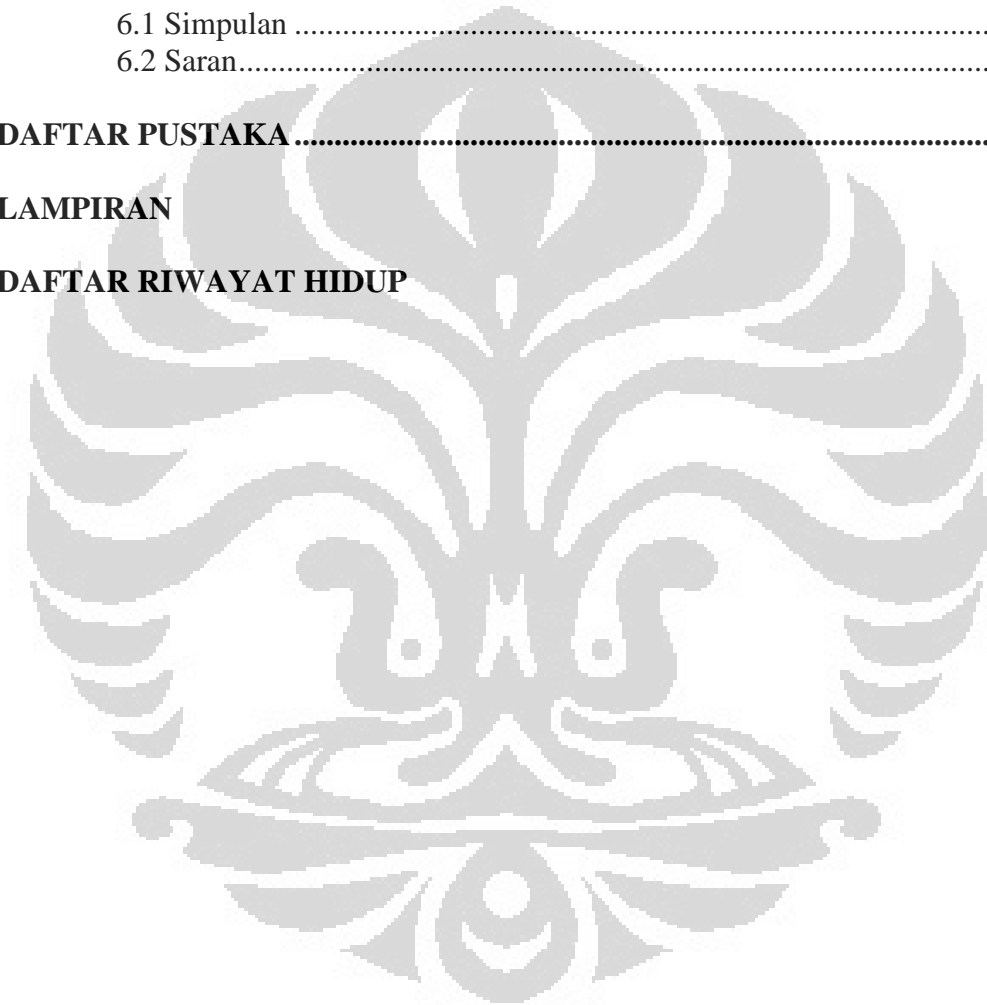 6.1 Simpulan ........................................................................................
6.2 Saran...............................................................................................
DAFTAR PUSTAKA.......................................................................................
LAMPIRAN
DAFTAR RIWAYAT HIDUP